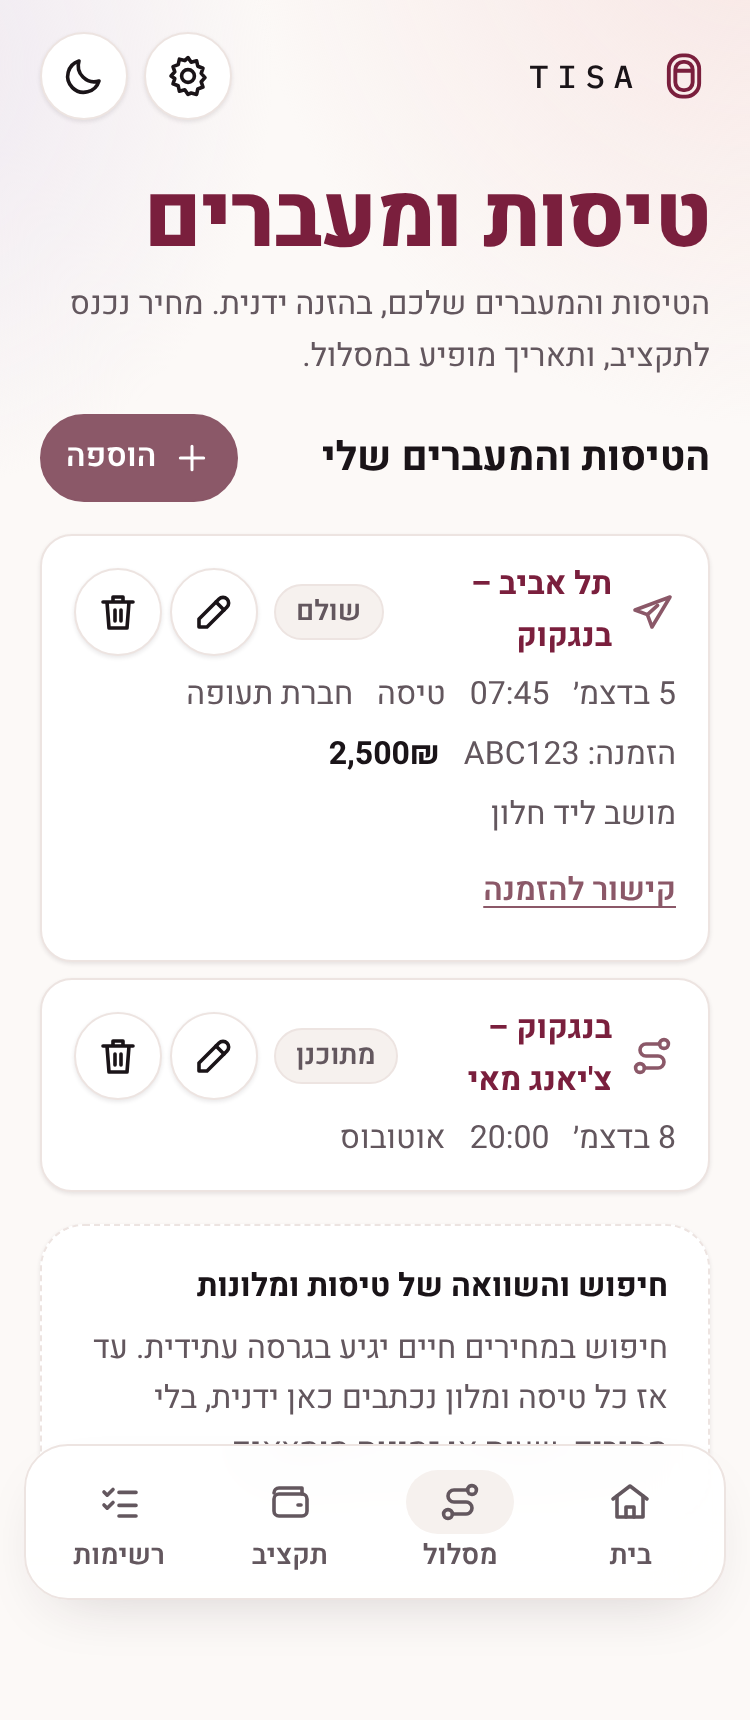 TISA
טיסות ומעברים
הטיסות והמעברים שלכם, בהזנה ידנית. מחיר נכנס
לתקציב, ותאריך מופיע במסלול.
הטיסות והמעברים שלי
הוספה
תל אביב –
בנגקוק
שולם
5 בדצמ׳ 07:45 טיסה חברת תעופה
הזמנה: ABC123 2,500₪
מושב ליד חלון
קישור להזמנה
בנגקוק –
צ'יאנג מאי
מתוכנן
8 בדצמ׳ 20:00 אוטובוס
חיפוש והשוואה של טיסות ומלונות
חיפוש במחירים חיים יגיע בגרסה עתידית. עד
אז כל טיסה ומלון נכתבים כאן ידנית, בלי
בית
מסלול
תקציב
רשימות